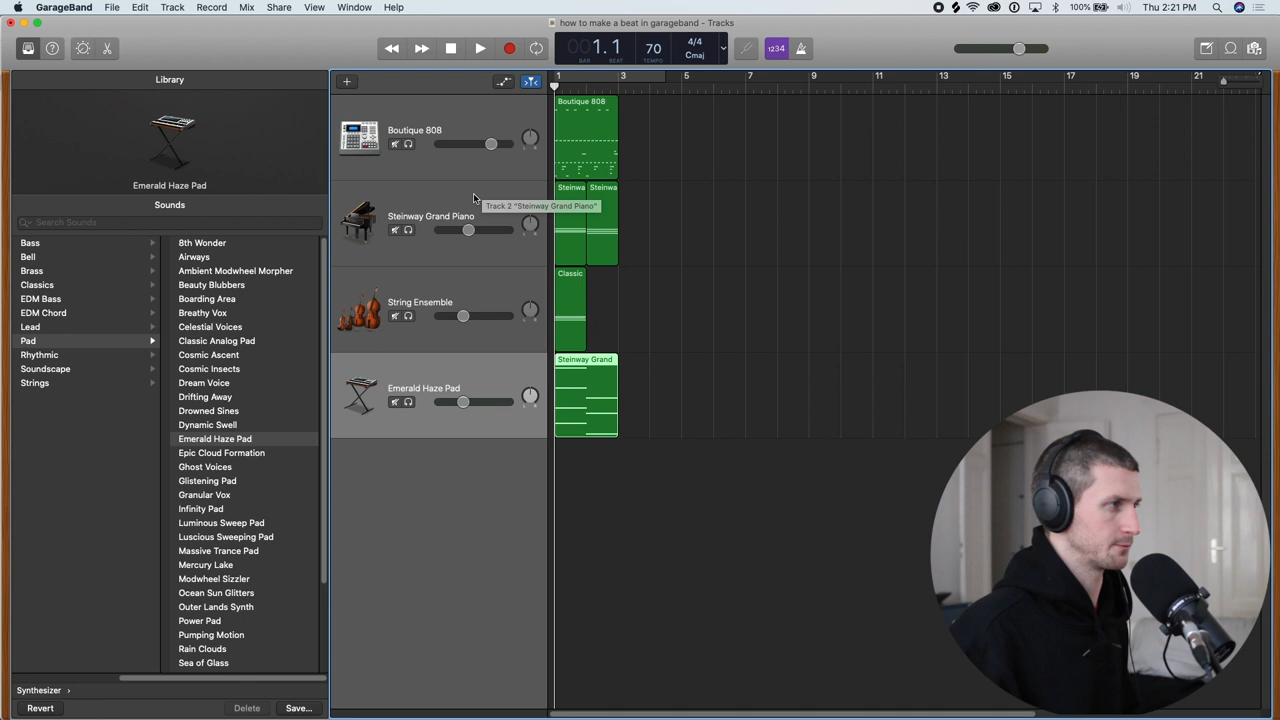 GarageBand File Edit Track Record Mix Share View Window Help
100% Thu 2:21 PM
how to make a beat in garageband - Tracks
001.1
BAR BEAT
70
TEMPO
4/4
Cmaj
1234
Library
Emerald Haze Pad
Sounds
Search Sounds
Bass
Bell
Brass
Classics
EDM Bass
EDM Chord
Lead
Pad
Rhythmic
Soundscape
Strings
8th Wonder
Airways
Ambient Modwheel Morpher
Beauty Blubbers
Boarding Area
Breathy Vox
Celestial Voices
Classic Analog Pad
Cosmic Ascent
Cosmic Insects
Dream Voice
Drifting Away
Drowned Sines
Dynamic Swell
Emerald Haze Pad
Epic Cloud Formation
Ghost Voices
Glistening Pad
Granular Vox
Infinity Pad
Luminous Sweep Pad
Luscious Sweeping Pad
Massive Trance Pad
Mercury Lake
Modwheel Sizzler
Ocean Sun Glitters
Outer Lands Synth
Power Pad
Pumping Motion
Rain Clouds
Sea of Glass
Synthesizer
Revert Delete Save...
1 3 5 7 9 11 13 15 17 19 21
Boutique 808
Boutique 808
Steinway Grand Piano
Track 2 "Steinway Grand Piano"
Steinwa Steinwa
String Ensemble
Classic
Emerald Haze Pad
L R
Steinway Grand